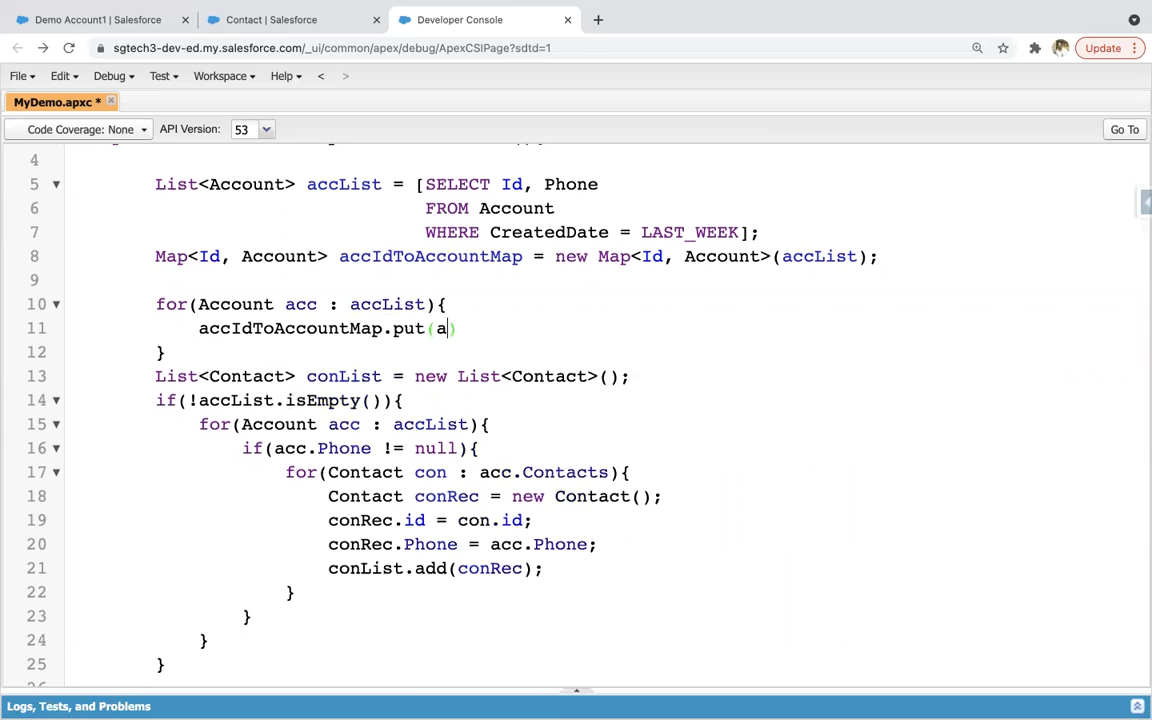 Demo Account1 | Salesforce
Contact | Salesforce
Developer Console
sgtech3-dev-ed.my.salesforce.com/_ui/common/apex/debug/ApexCSIPage?sdtd=1
Update
File Edit Debug Test Workspace Help < >
MyDemo.apxc *
Code Coverage: None API Version: 53 Go To
4
5 List<Account> accList = [SELECT Id, Phone
6 FROM Account
7 WHERE CreatedDate = LAST_WEEK];
8 Map<Id, Account> accIdToAccountMap = new Map<Id, Account>(accList);
9
10 for(Account acc : accList){
11 accIdToAccountMap.put(a)
12 }
13 List<Contact> conList = new List<Contact>();
14 if(!accList.isEmpty()){
15 for(Account acc : accList){
16 if(acc.Phone != null){
17 for(Contact con : acc.Contacts){
18 Contact conRec = new Contact();
19 conRec.id = con.id;
20 conRec.Phone = acc.Phone;
21 conList.add(conRec);
22 }
23 }
24 }
25 }
Logs, Tests, and Problems